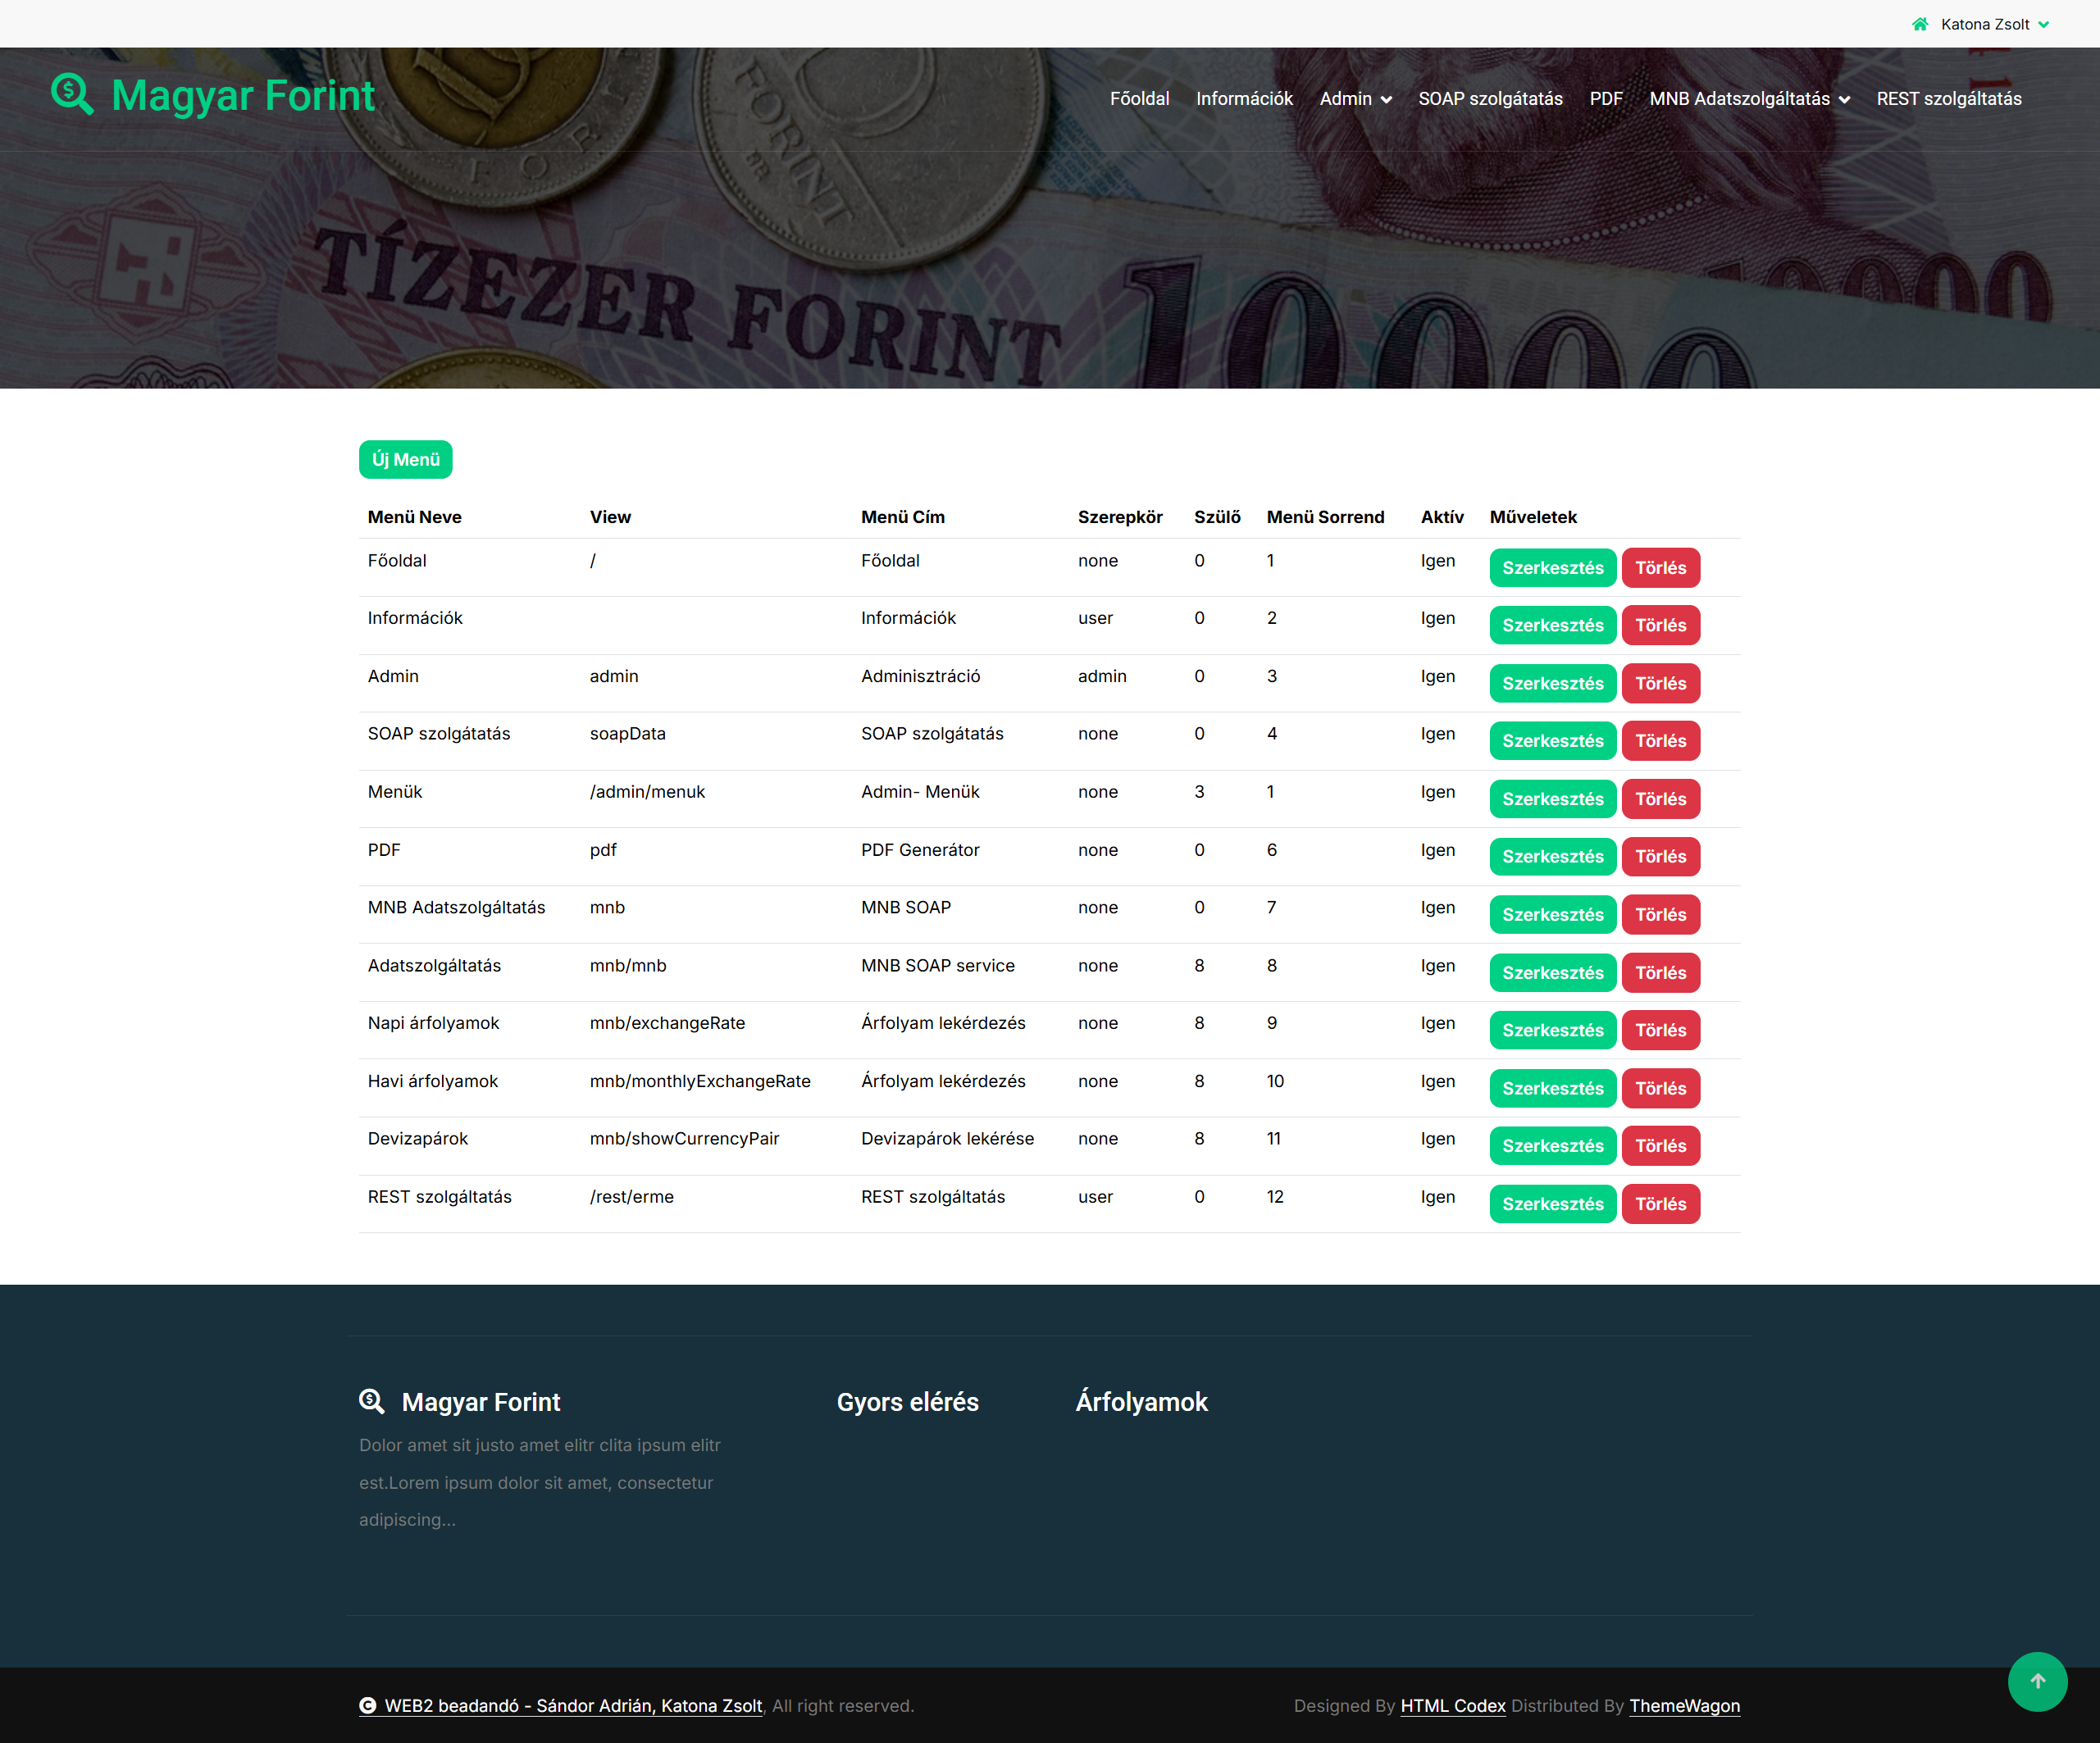 Katona Zsolt
Magyar Forint
Főoldal Információk Admin SOAP szolgátatás PDF MNB Adatszolgáltatás REST szolgáltatás
FORINT
TÍZEZER FORINT
10000
Új Menü
Menü Neve View Menü Cím Szerepkör Szülő Menü Sorrend Aktív Műveletek
Főoldal / Főoldal none 0 1 Igen Szerkesztés Törlés
Információk Információk user 0 2 Igen Szerkesztés Törlés
Admin admin Adminisztráció admin 0 3 Igen Szerkesztés Törlés
SOAP szolgátatás soapData SOAP szolgátatás none 0 4 Igen Szerkesztés Törlés
Menük /admin/menuk Admin- Menük none 3 1 Igen Szerkesztés Törlés
PDF pdf PDF Generátor none 0 6 Igen Szerkesztés Törlés
MNB Adatszolgáltatás mnb MNB SOAP none 0 7 Igen Szerkesztés Törlés
Adatszolgáltatás mnb/mnb MNB SOAP service none 8 8 Igen Szerkesztés Törlés
Napi árfolyamok mnb/exchangeRate Árfolyam lekérdezés none 8 9 Igen Szerkesztés Törlés
Havi árfolyamok mnb/monthlyExchangeRate Árfolyam lekérdezés none 8 10 Igen Szerkesztés Törlés
Devizapárok mnb/showCurrencyPair Devizapárok lekérése none 8 11 Igen Szerkesztés Törlés
REST szolgáltatás /rest/erme REST szolgáltatás user 0 12 Igen Szerkesztés Törlés
Magyar Forint
Dolor amet sit justo amet elitr clita ipsum elitr
est.Lorem ipsum dolor sit amet, consectetur
adipiscing...
Gyors elérés
Árfolyamok
WEB2 beadandó - Sándor Adrián, Katona Zsolt, All right reserved.
Designed By HTML Codex Distributed By ThemeWagon